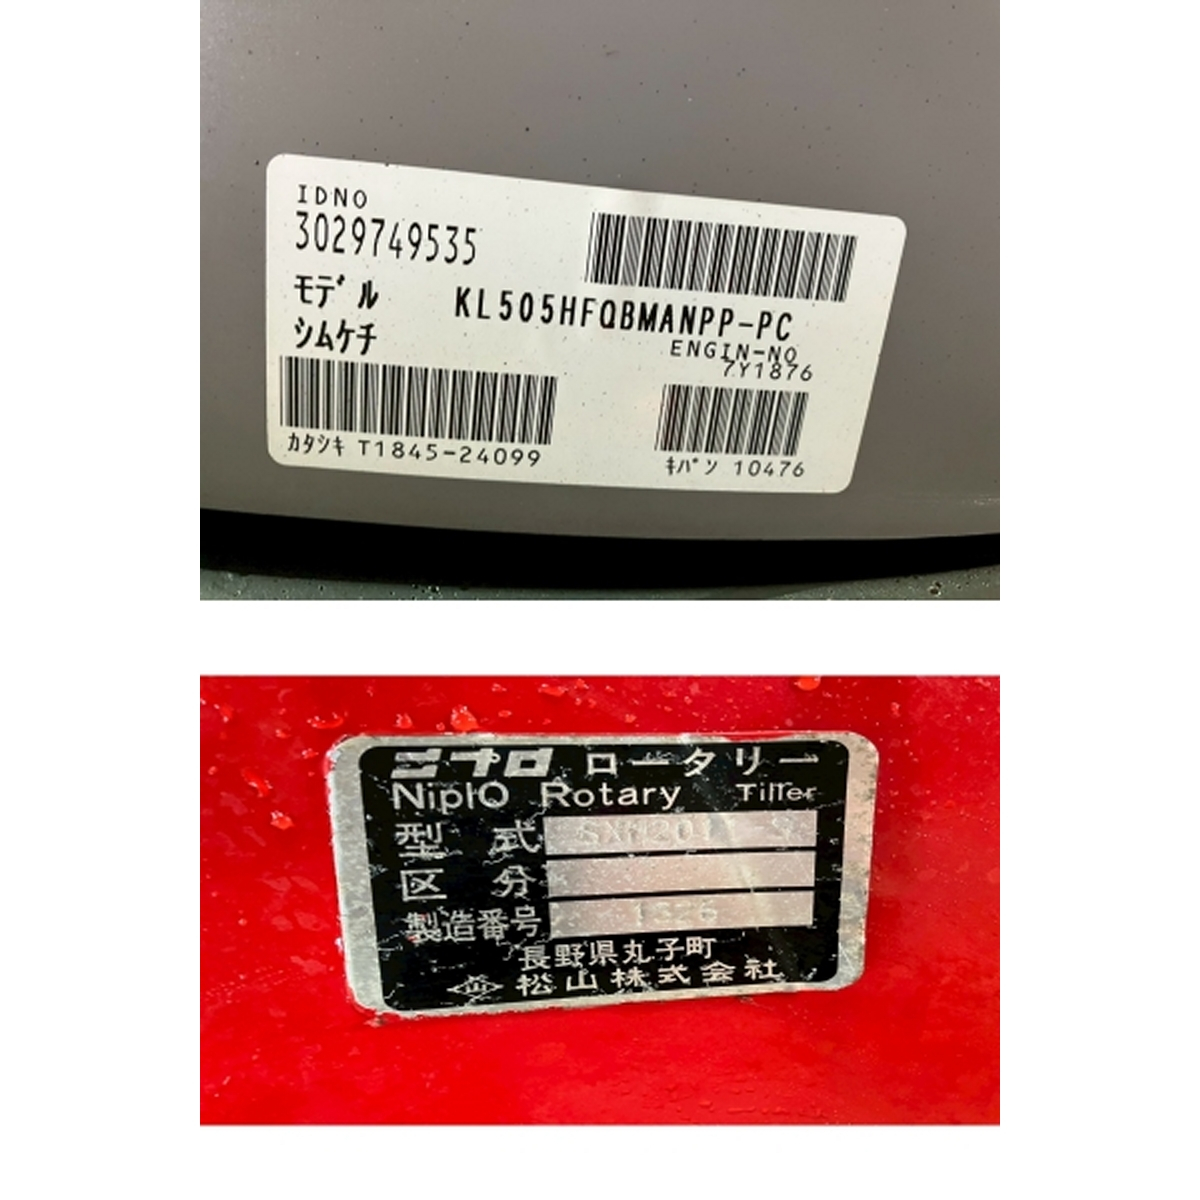 IDNO
3029749535
モデル KL505HFQBMANPP-PC
シムケチ
ENGIN-NO
7Y1876
カタシキ T1845-24099
キバン 10476
ニプロ ロータリー
NiplO Rotary Tiller
型式
区分
製造番号 1326
長野県丸子町
松山株式会社